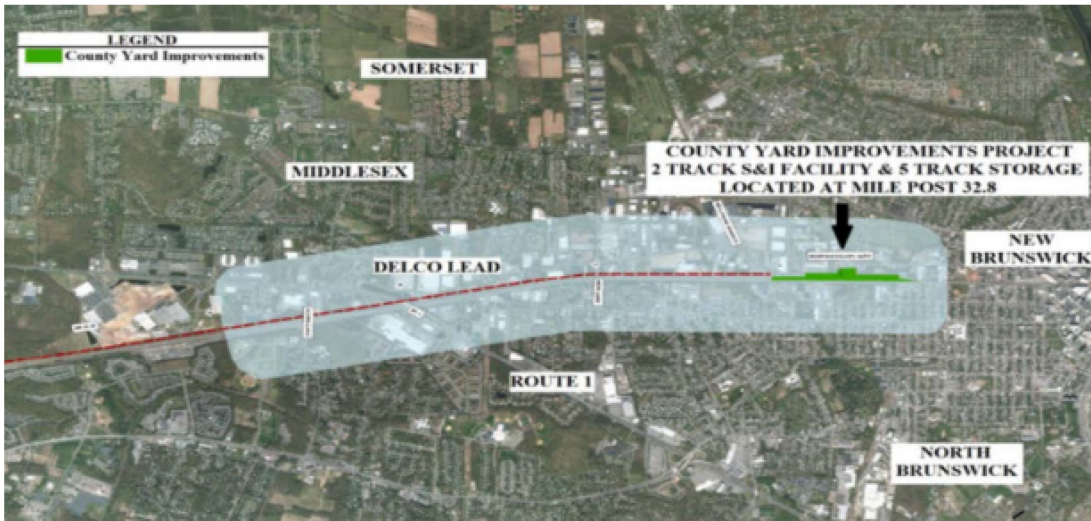 LEGEND
County Yard Improvements
SOMERSET
COUNTY YARD IMPROVEMENTS PROJECT
2 TRACK S&I FACILITY & 5 TRACK STORAGE
LOCATED AT MILE POST 32.8
MIDDLESEX
NEW
BRUNSWICK
DELCO LEAD
ROUTE 1
NORTH
BRUNSWICK